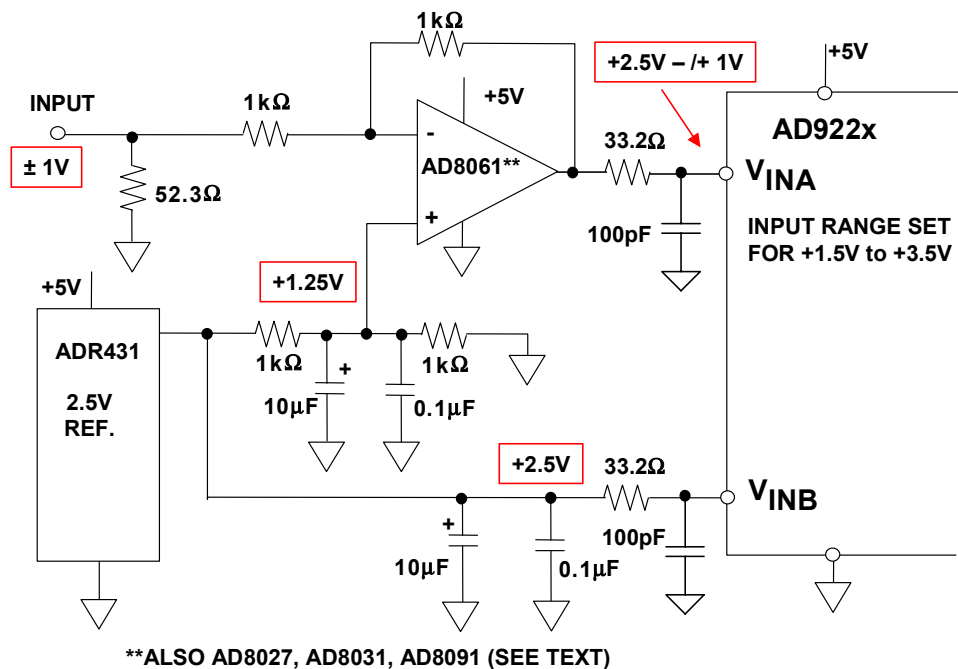 1kΩ
+2.5V – /+ 1V
+5V
INPUT
1kΩ
+5V
AD922x
± 1V
-
AD8061**
33.2Ω
VINA
52.3Ω
+
100pF
INPUT RANGE SET
FOR +1.5V to +3.5V
+1.25V
+5V
ADR431
1kΩ
1kΩ
2.5V
REF.
+
10μF
0.1μF
+2.5V
33.2Ω
VINB
+
10μF
0.1μF
100pF
**ALSO AD8027, AD8031, AD8091 (SEE TEXT)